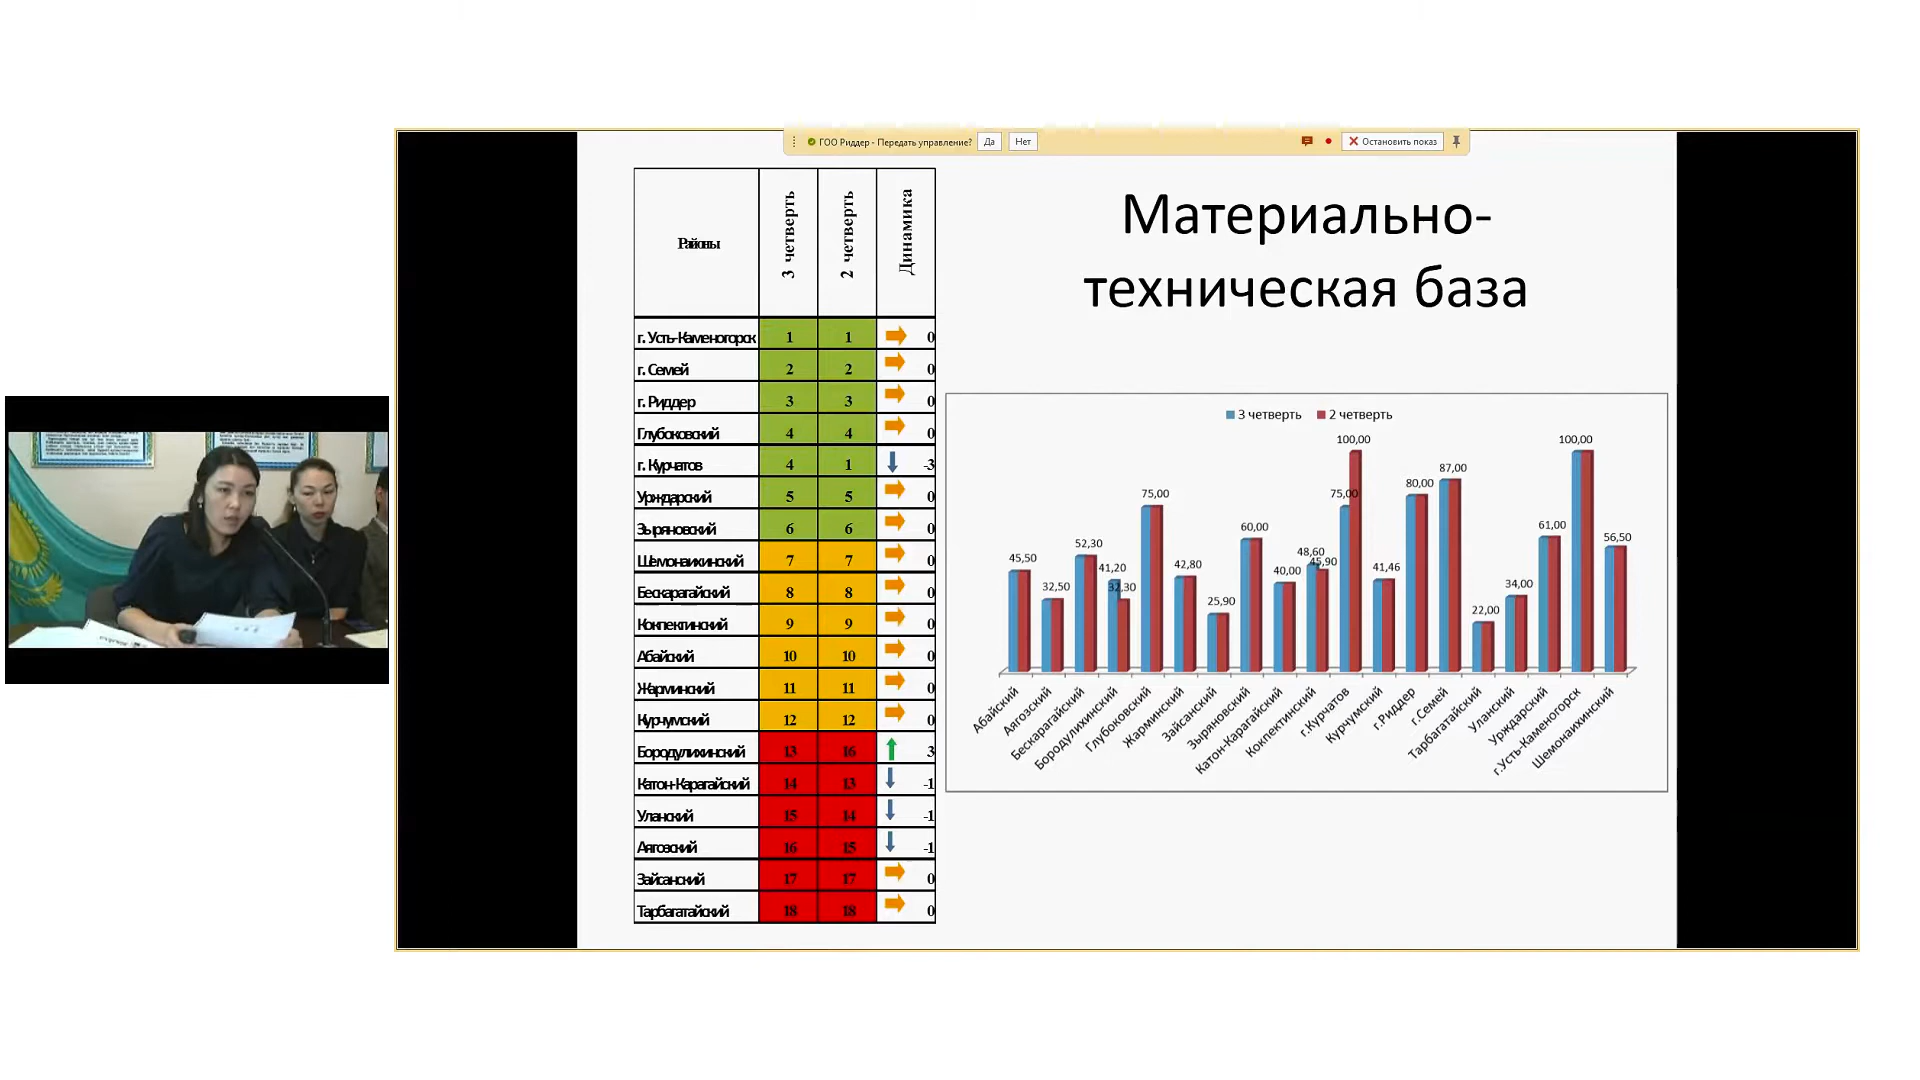 ГОО Риддер - Передать управление? Да Нет Остановить показ
Районы 3 четверть 2 четверть Динамика
г. Усть-Каменогорск 1 1 0
г. Семей 2 2 0
г. Риддер 3 3 0
Глубоковский 4 4 0
г. Курчатов 4 1 -3
Урждарский 5 5 0
Зыряновский 6 6 0
Шемонаихинский 7 7 0
Бескарагайский 8 8 0
Кокпектинский 9 9 0
Абайский 10 10 0
Жарминский 11 11 0
Курчумский 12 12 0
Бородулихинский 13 16 3
Катон-Карагайский 14 13 -1
Уланский 15 14 -1
Аягозский 16 15 -1
Зайсанский 17 17 0
Тарбагатайский 18 18 0
Материально-
техническая база
3 четверть 2 четверть
45,50
32,50
52,30
41,20
32,30
75,00
42,80
25,90
60,00
40,00
48,60
45,90
75,00
100,00
41,46
80,00
87,00
22,00
34,00
61,00
100,00
56,50
Абайский
Аягозский
Бескарагайский
Бородулихинский
Глубоковский
Жарминский
Зайсанский
Зыряновский
Катон-Карагайский
Кокпектинский
г.Курчатов
Курчумский
г.Риддер
г.Семей
Тарбагатайский
Уланский
Урждарский
г.Усть-Каменогорск
Шемонаихинский